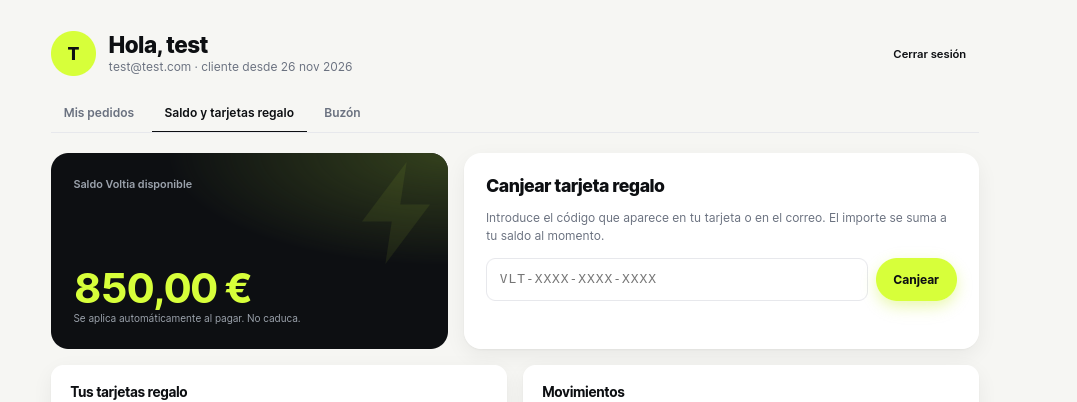 T
Hola, test
test@test.com · cliente desde 26 nov 2026
Cerrar sesión
Mis pedidos
Saldo y tarjetas regalo
Buzón
Saldo Voltia disponible
850,00 €
Se aplica automáticamente al pagar. No caduca.
Canjear tarjeta regalo
Introduce el código que aparece en tu tarjeta o en el correo. El importe se suma a
tu saldo al momento.
VLT-XXXX-XXXX-XXXX
Canjear
Tus tarjetas regalo
Movimientos